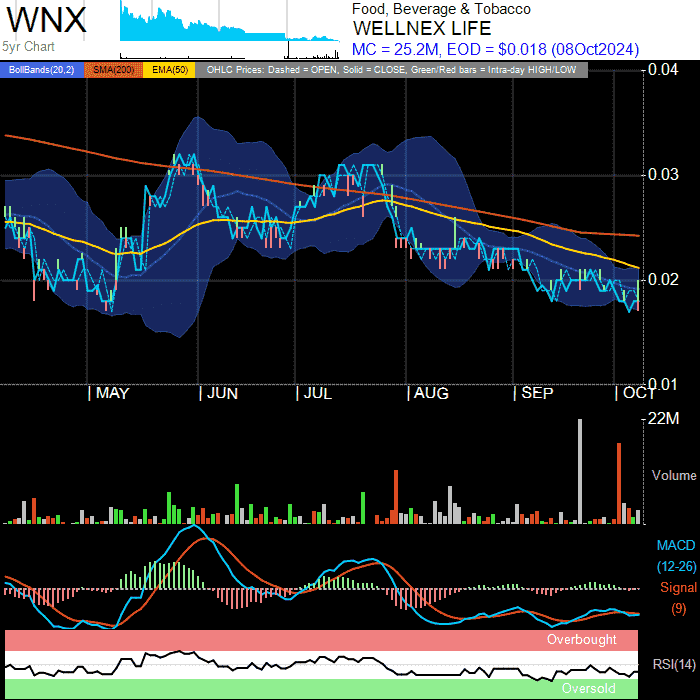 WNX
5yr Chart
Food, Beverage & Tobacco
WELLNEX LIFE
MC = 25.2M, EOD = $0.018 (08Oct2024)
BollBands(20,2) SMA(200) EMA(50) OHLC Prices: Dashed = OPEN, Solid = CLOSE, Green/Red bars = Intra-day HIGH/LOW
0.04
0.03
0.02
0.01
| MAY | JUN | JUL | AUG | SEP | OCT
22M
Volume
MACD
(12-26)
Signal
(9)
Overbought
RSI(14)
Oversold